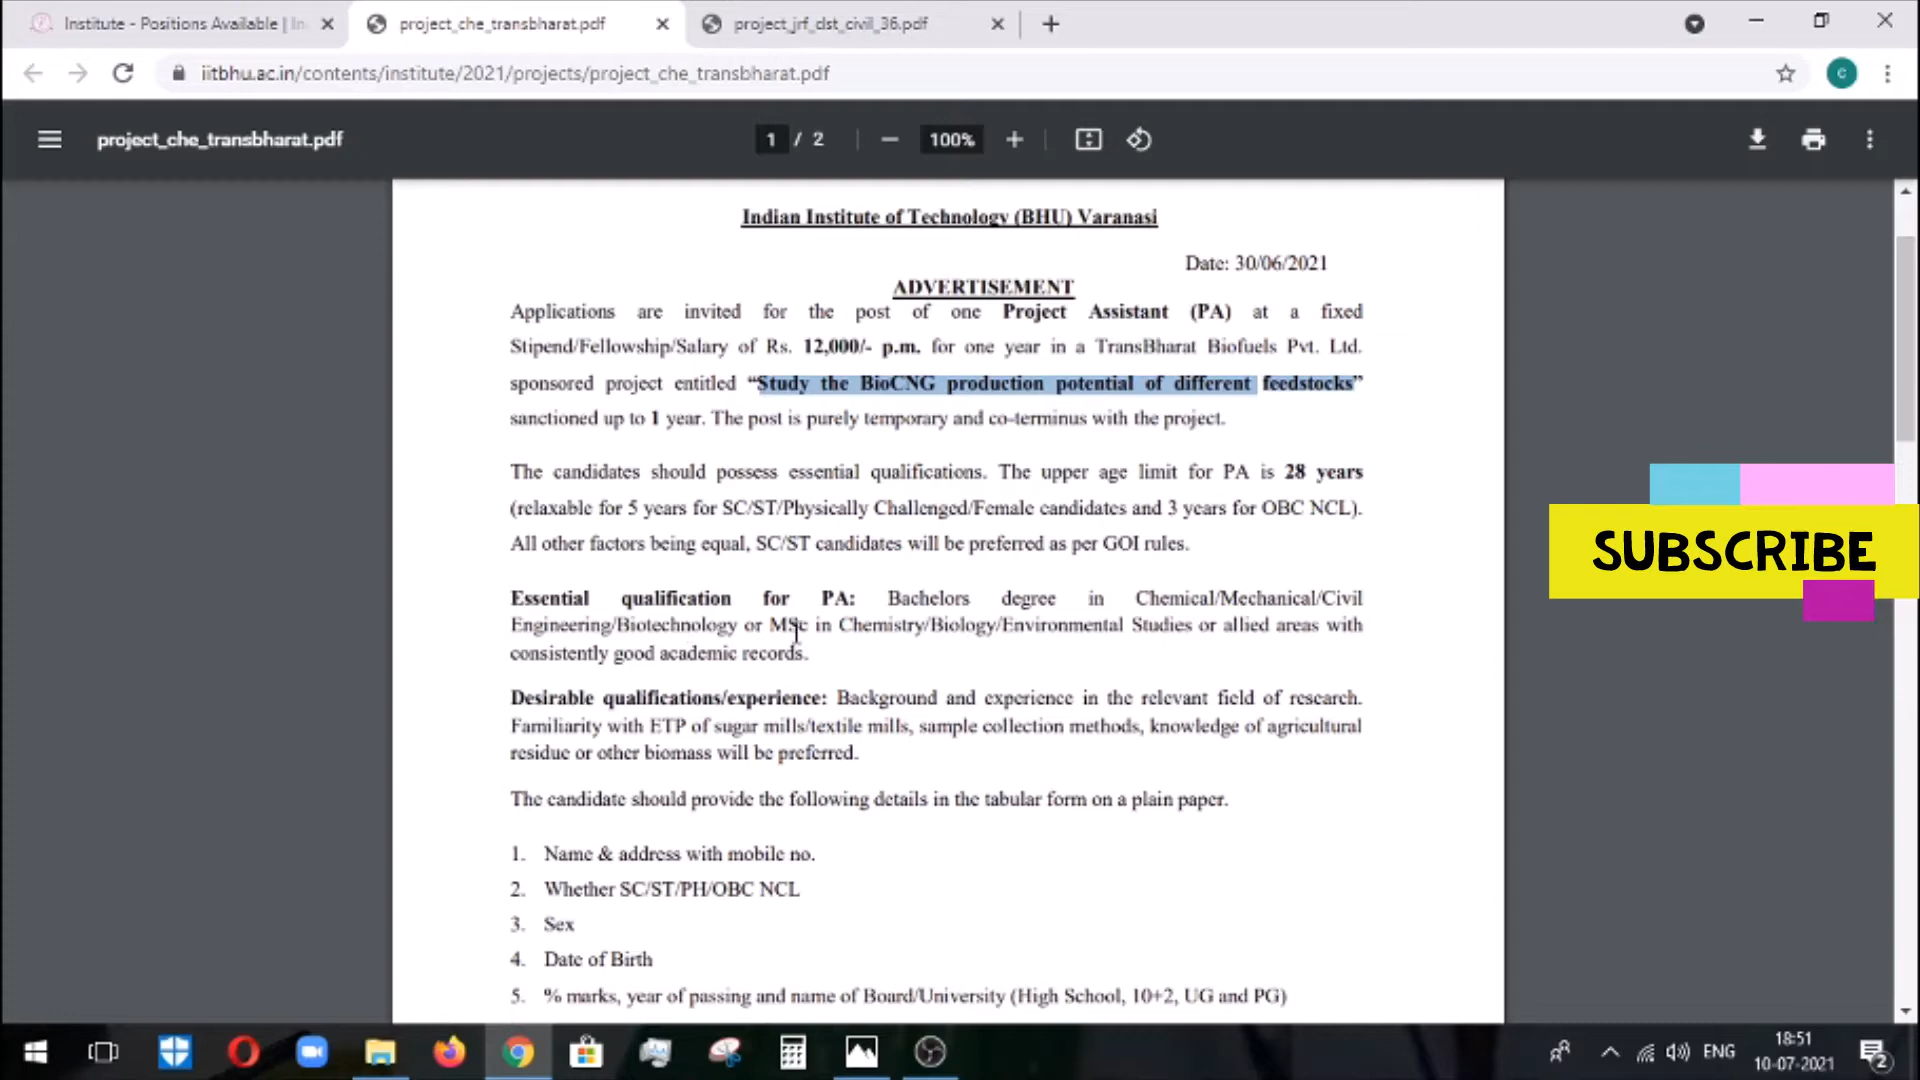 Institute - Positions Available | In
project_che_transbharat.pdf
project_jrf_dst_civil_36.pdf
iitbhu.ac.in/contents/institute/2021/projects/project_che_transbharat.pdf
C
project_che_transbharat.pdf
1 / 2
100%
Indian Institute of Technology (BHU) Varanasi
Date: 30/06/2021
ADVERTISEMENT
Applications are invited for the post of one Project Assistant (PA) at a fixed
Stipend/Fellowship/Salary of Rs. 12,000/- p.m. for one year in a TransBharat Biofuels Pvt. Ltd.
sponsored project entitled “Study the BioCNG production potential of different feedstocks”
sanctioned up to 1 year. The post is purely temporary and co-terminus with the project.
The candidates should possess essential qualifications. The upper age limit for PA is 28 years
(relaxable for 5 years for SC/ST/Physically Challenged/Female candidates and 3 years for OBC NCL).
All other factors being equal, SC/ST candidates will be preferred as per GOI rules.
SUBSCRIBE
Essential qualification for PA: Bachelors degree in Chemical/Mechanical/Civil
Engineering/Biotechnology or MSc in Chemistry/Biology/Environmental Studies or allied areas with
consistently good academic records.
Desirable qualifications/experience: Background and experience in the relevant field of research.
Familiarity with ETP of sugar mills/textile mills, sample collection methods, knowledge of agricultural
residue or other biomass will be preferred.
The candidate should provide the following details in the tabular form on a plain paper.
1. Name & address with mobile no.
2. Whether SC/ST/PH/OBC NCL
3. Sex
4. Date of Birth
5. % marks, year of passing and name of Board/University (High School, 10+2, UG and PG)
ENG
18:51
10-07-2021
2